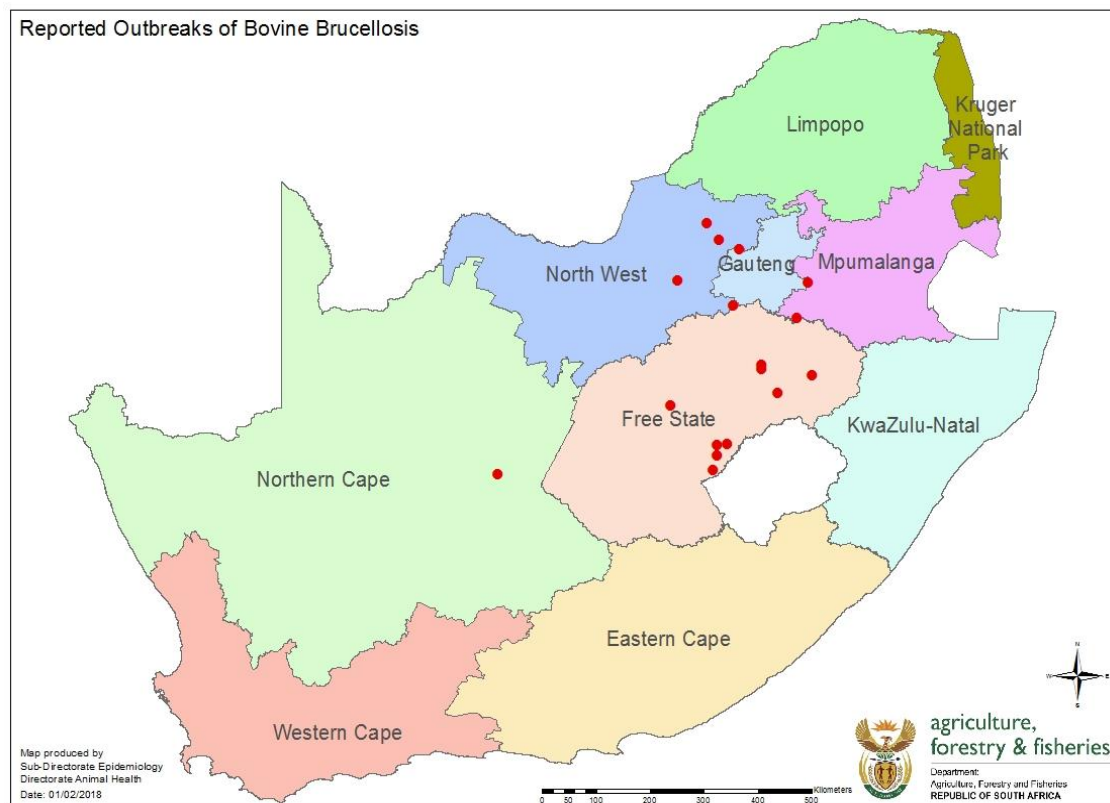 Reported Outbreaks of Bovine Brucellosis
Limpopo
Kruger
National
Park
North West
Gauteng
Mpumalanga
Free State
KwaZulu-Natal
Northern Cape
Eastern Cape
Western Cape
N
W E
S
Map produced by
Sub-Directorate Epidemiology
Directorate Animal Health
Date: 01/02/2018
Kilometers
0 50 100 200 300 400 500
agriculture,
forestry & fisheries
Department:
Agriculture, Forestry and Fisheries
REPUBLIC OF SOUTH AFRICA